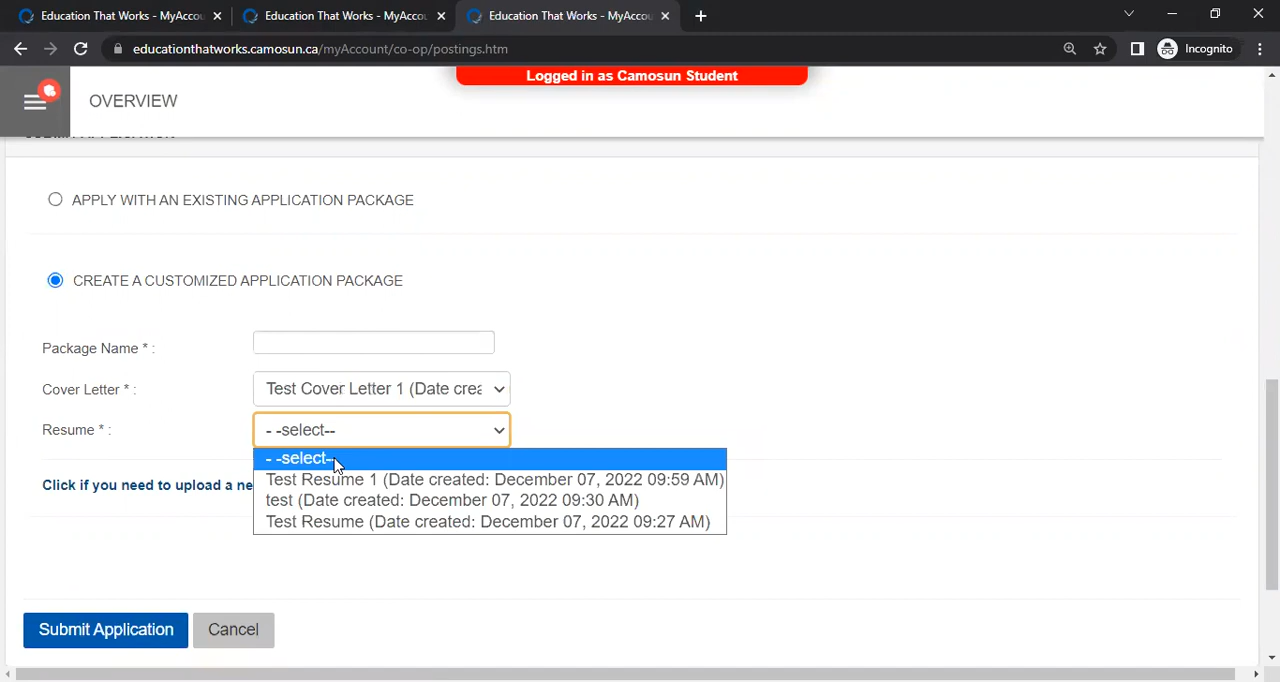 Education That Works - MyAccou
Education That Works - MyAccou
Education That Works - MyAccou
educationthatworks.camosun.ca/myAccount/co-op/postings.htm
Incognito
Logged in as Camosun Student
OVERVIEW
APPLY WITH AN EXISTING APPLICATION PACKAGE
CREATE A CUSTOMIZED APPLICATION PACKAGE
Package Name * :
Cover Letter * :
Test Cover Letter 1 (Date crea
Resume * :
- -select--
- -select--
Test Resume 1 (Date created: December 07, 2022 09:59 AM)
Click if you need to upload a ne
test (Date created: December 07, 2022 09:30 AM)
Test Resume (Date created: December 07, 2022 09:27 AM)
Submit Application
Cancel